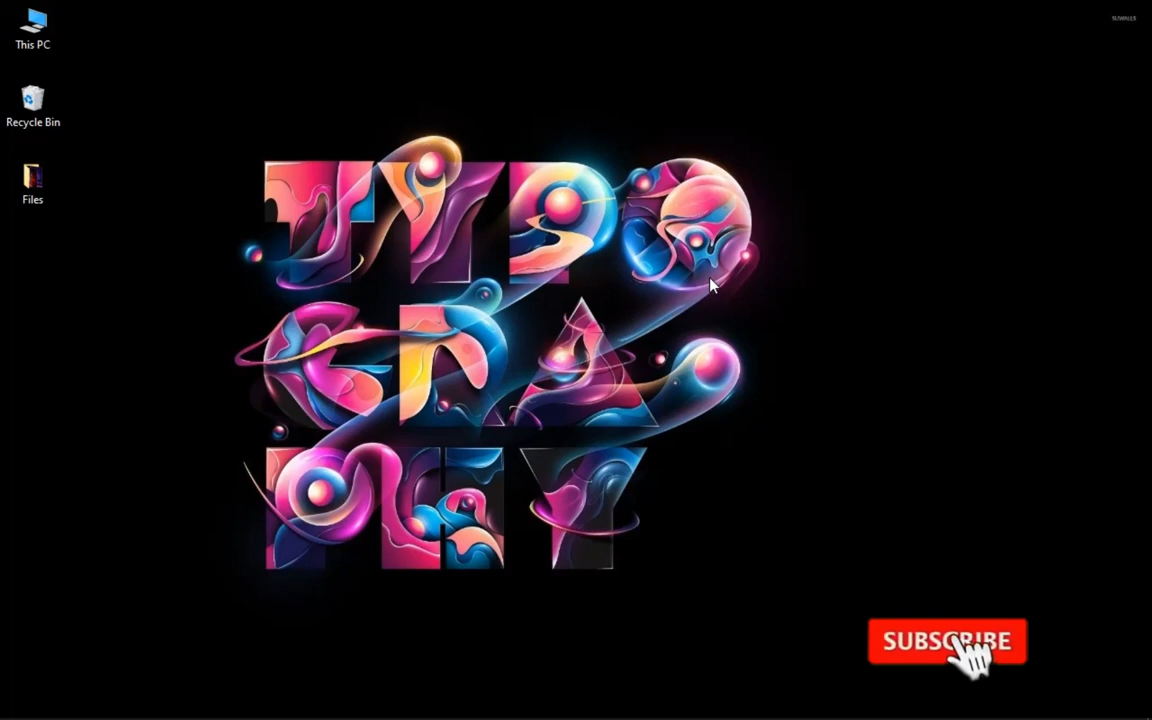 This PC
Recycle Bin
Files
TYPO
GRA
PHY
SUBSCRIBE